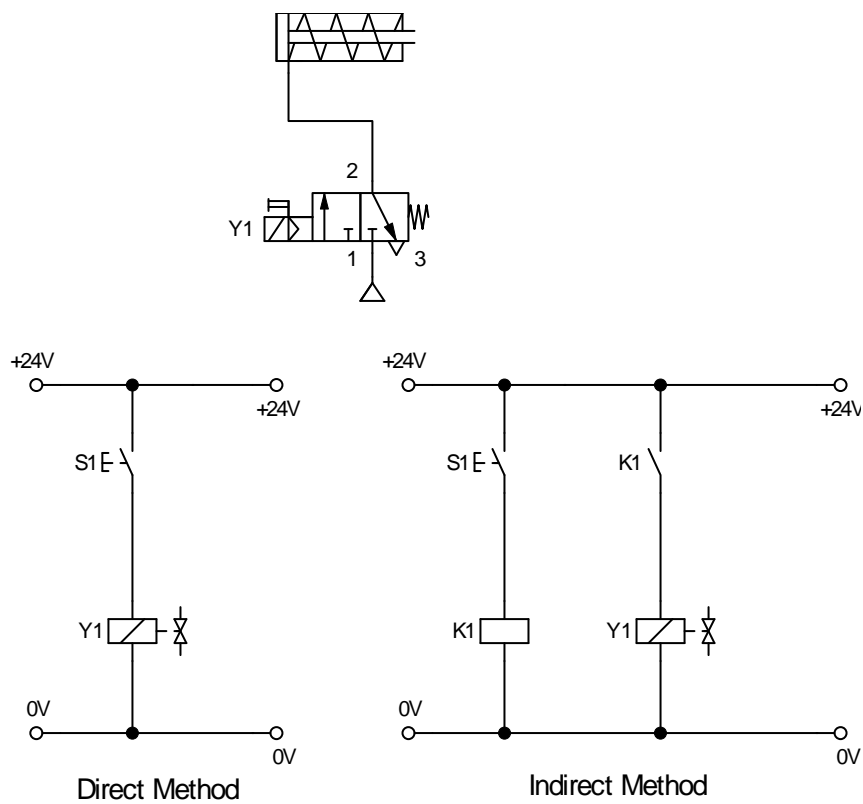 2
Y1
1
3
+24V
+24V
S1
Y1
0V
0V
Direct Method
+24V
+24V
S1
K1
K1
Y1
0V
0V
Indirect Method